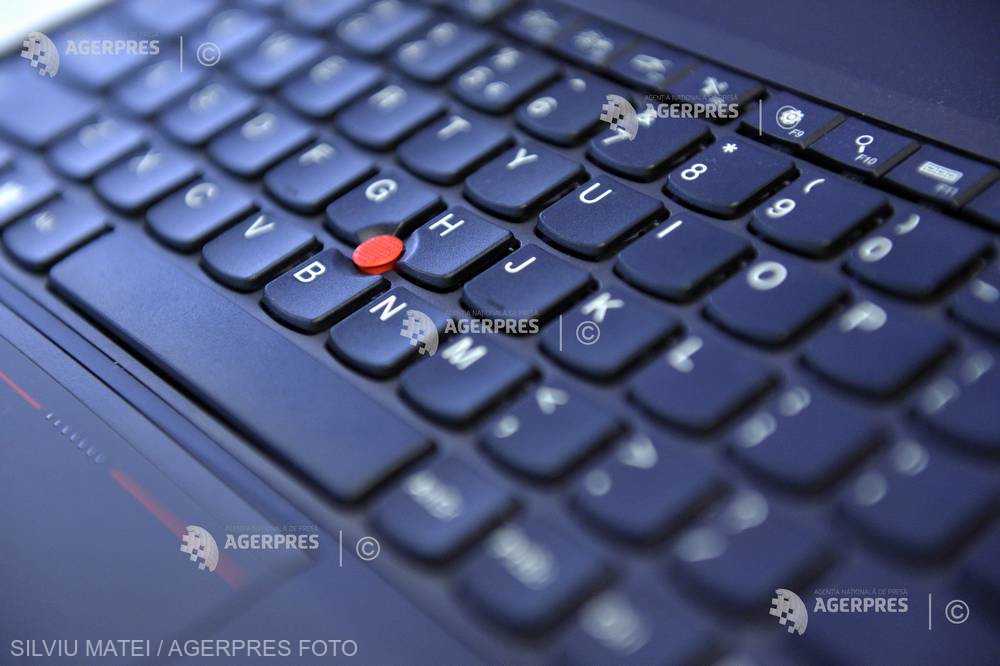 AGERPRES | ©
AGENȚIA NAȚIONALĂ DE PRESĂ
AGERPRES | ©
F9
F10
F11
* 8
( 9
) 0
T Y U I O P
F G H J K L
C V B N M
AGENȚIA NAȚIONALĂ DE PRESĂ
AGERPRES | ©
AGENȚIA NAȚIONALĂ DE PRESĂ
AGERPRES | ©
AGENȚIA NAȚIONALĂ DE PRESĂ
AGERPRES | ©
SILVIU MATEI / AGERPRES FOTO